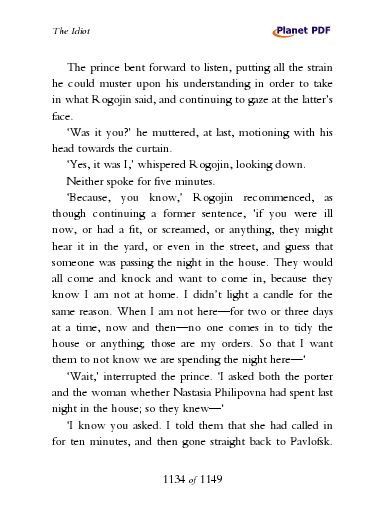 The Idiot
Planet PDF
The prince bent forward to listen, putting all the strain
he could muster upon his understanding in order to take
in what Rogojin said, and continuing to gaze at the latter's
face.
'Was it you?' he muttered, at last, motioning with his
head towards the curtain.
'Yes, it was I,' whispered Rogojin, looking down.
Neither spoke for five minutes.
'Because, you know,' Rogojin recommenced, as
though continuing a former sentence, 'if you were ill
now, or had a fit, or screamed, or anything, they might
hear it in the yard, or even in the street, and guess that
someone was passing the night in the house. They would
all come and knock and want to come in, because they
know I am not at home. I didn't light a candle for the
same reason. When I am not here—for two or three days
at a time, now and then—no one comes in to tidy the
house or anything; those are my orders. So that I want
them to not know we are spending the night here—'
'Wait,' interrupted the prince. 'I asked both the porter
and the woman whether Nastasia Philipovna had spent last
night in the house; so they knew—'
'I know you asked. I told them that she had called in
for ten minutes, and then gone straight back to Pavlofsk.
1134 of 1149